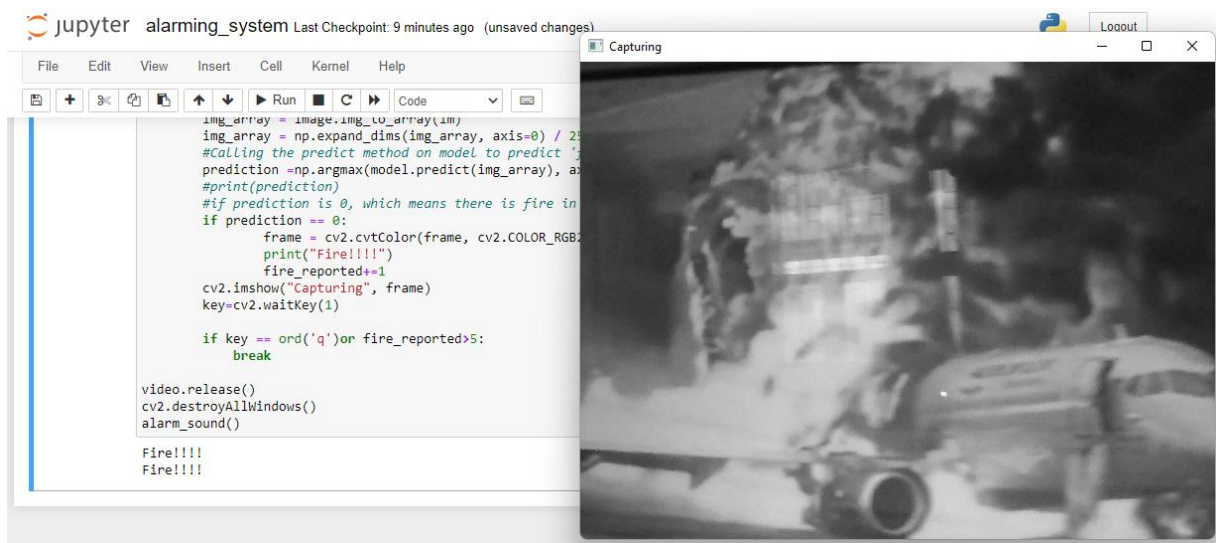 jupyter alarming_system Last Checkpoint: 9 minutes ago (unsaved changes)
Logout
File Edit View Insert Cell Kernel Help
Run Code
img_array = image.img_to_array(im)
img_array = np.expand_dims(img_array, axis=0) / 25
#Calling the predict method on model to predict
prediction =np.argmax(model.predict(img_array), ax
#print(prediction)
#if prediction is 0, which means there is fire in
if prediction == 0:
frame = cv2.cvtColor(frame, cv2.COLOR_RGB2
print("Fire!!!!")
fire_reported+=1
cv2.imshow("Capturing", frame)
key=cv2.waitKey(1)
if key == ord('q')or fire_reported>5:
break
video.release()
cv2.destroyAllWindows()
alarm_sound()
Fire!!!!
Fire!!!!
Capturing